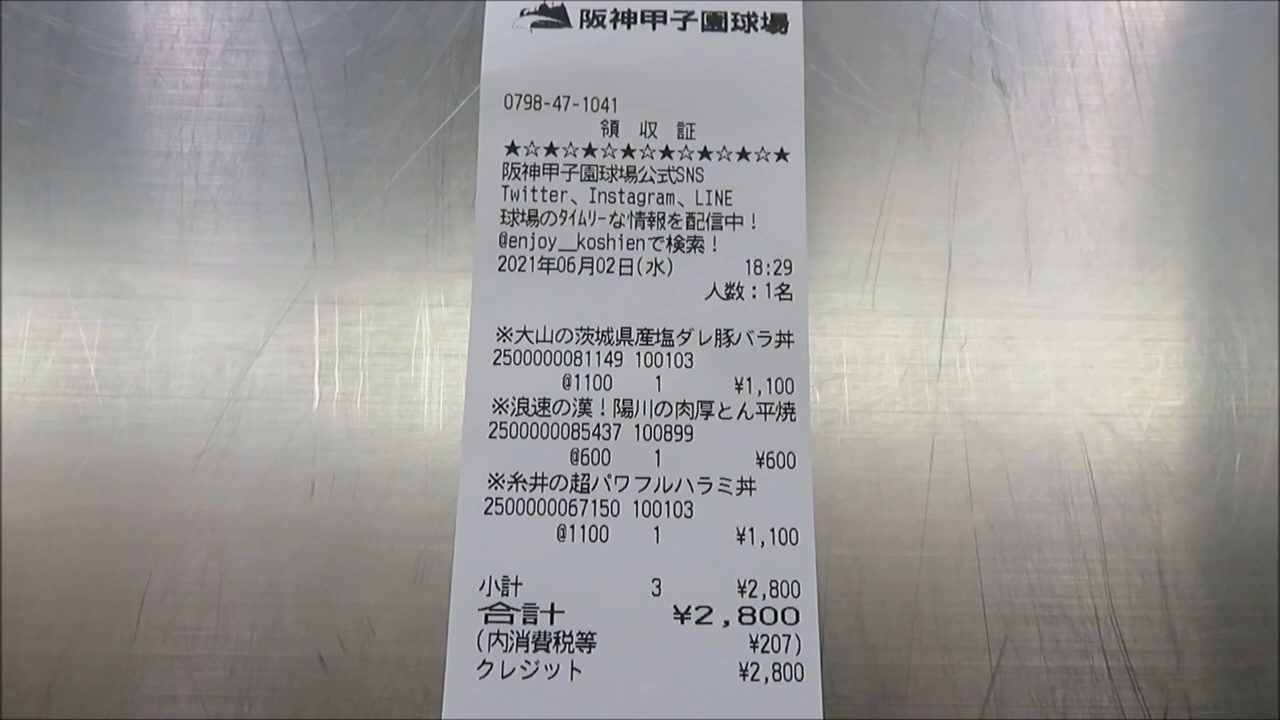 阪神甲子園球場
0798-47-1041
領 収 証
★☆★☆★☆★☆★☆★☆★☆★
阪神甲子園球場公式SNS
Twitter、Instagram、LINE
球場のﾀｲﾑﾘｰな情報を配信中！
@enjoy__koshienで検索！
2021年06月02日(水) 18:29
人数：1名
※大山の茨城県産塩ダレ豚バラ丼
2500000081149 100103
@1100 1 ¥1,100
※浪速の漢！陽川の肉厚とん平焼
2500000085437 100899
@600 1 ¥600
※糸井の超パワフルハラミ丼
2500000067150 100103
@1100 1 ¥1,100
小計 3 ¥2,800
合計 ¥2,800
(内消費税等 ¥207)
クレジット ¥2,800